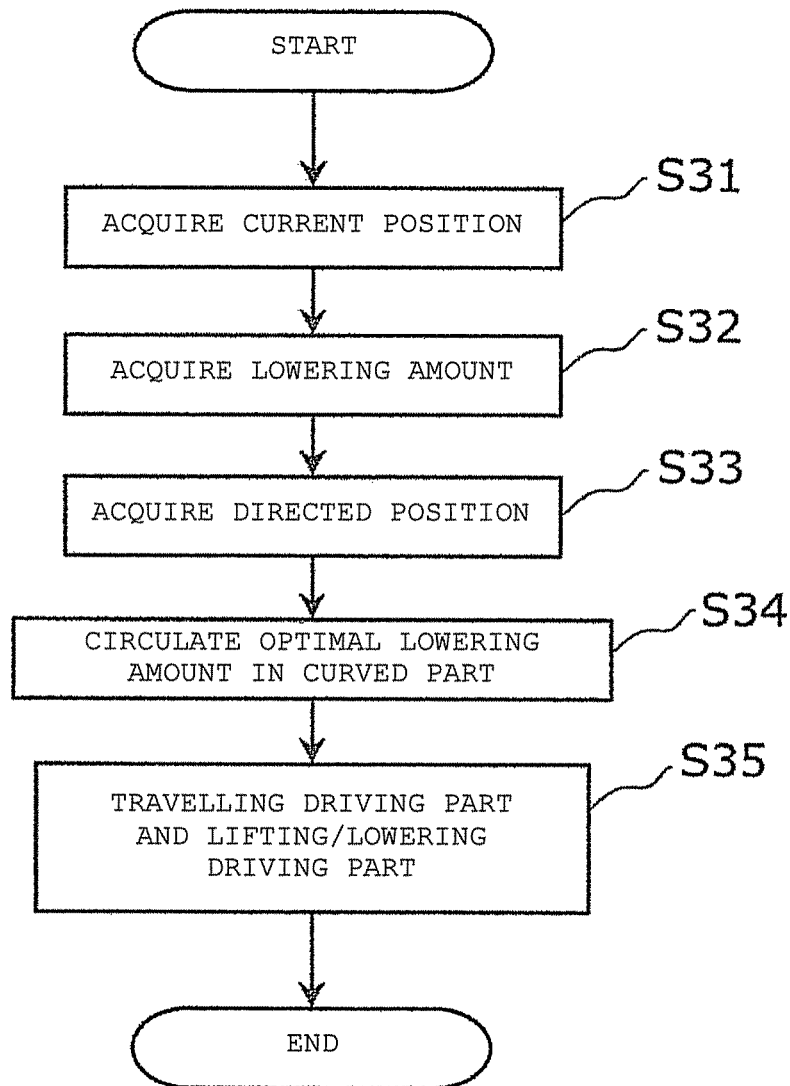 START
S31
ACQUIRE CURRENT POSITION
S32
ACQUIRE LOWERING AMOUNT
S33
ACQUIRE DIRECTED POSITION
S34
CIRCULATE OPTIMAL LOWERING
AMOUNT IN CURVED PART
S35
TRAVELLING DRIVING PART
AND LIFTING/LOWERING
DRIVING PART
END